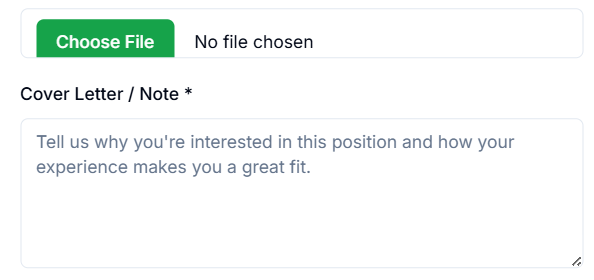 Choose File No file chosen
Cover Letter / Note *
Tell us why you're interested in this position and how your
experience makes you a great fit.